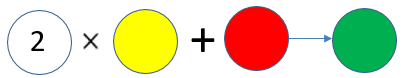 2 × + →